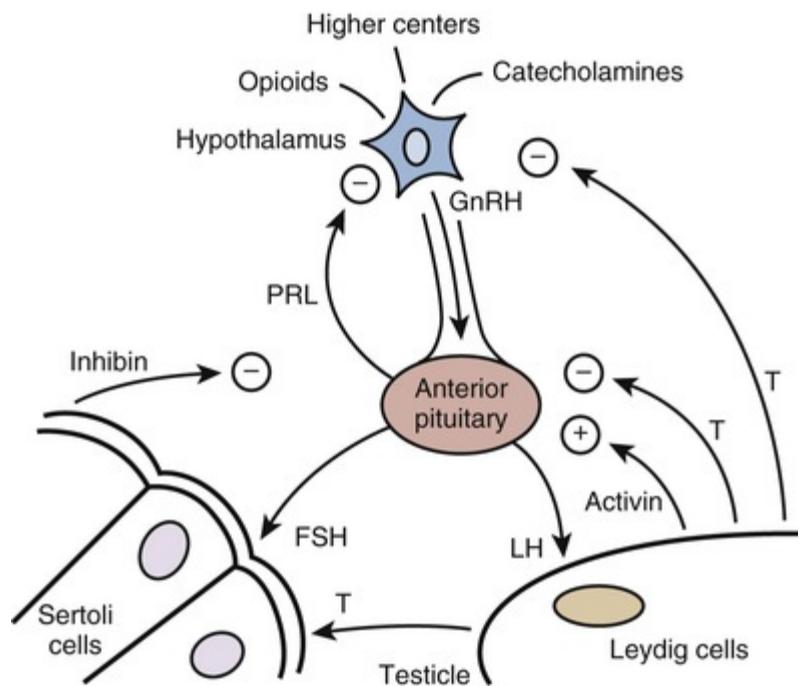 Higher centers
Opioids
Catecholamines
Hypothalamus
−
−
GnRH
PRL
Inhibin
−
Anterior
pituitary
−
+
T
T
Activin
FSH
LH
T
Sertoli
cells
Testicle
Leydig cells